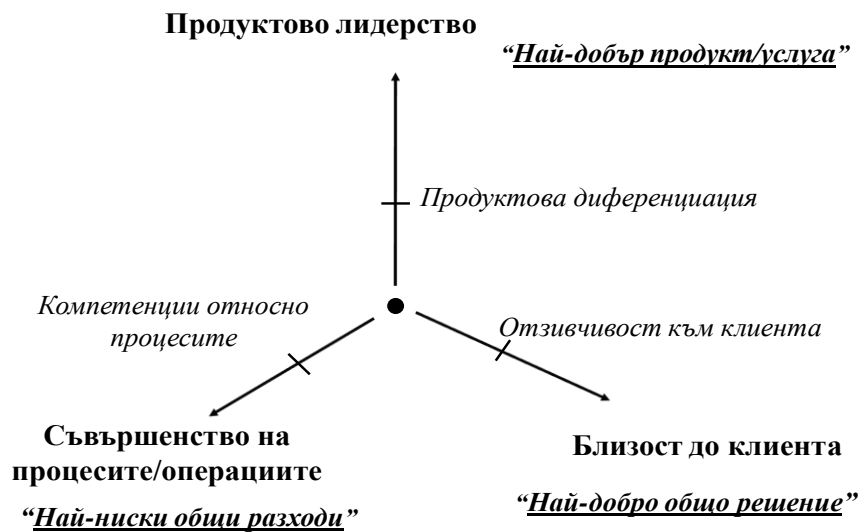 Продуктово лидерство
“Най-добър продукт/услуга”
Продуктова диференциация
Компетенции относно
процесите
Отзивчивост към клиента
Съвършенство на
процесите/операциите
“Най-ниски общи разходи”
Близост до клиента
“Най-добро общо решение”